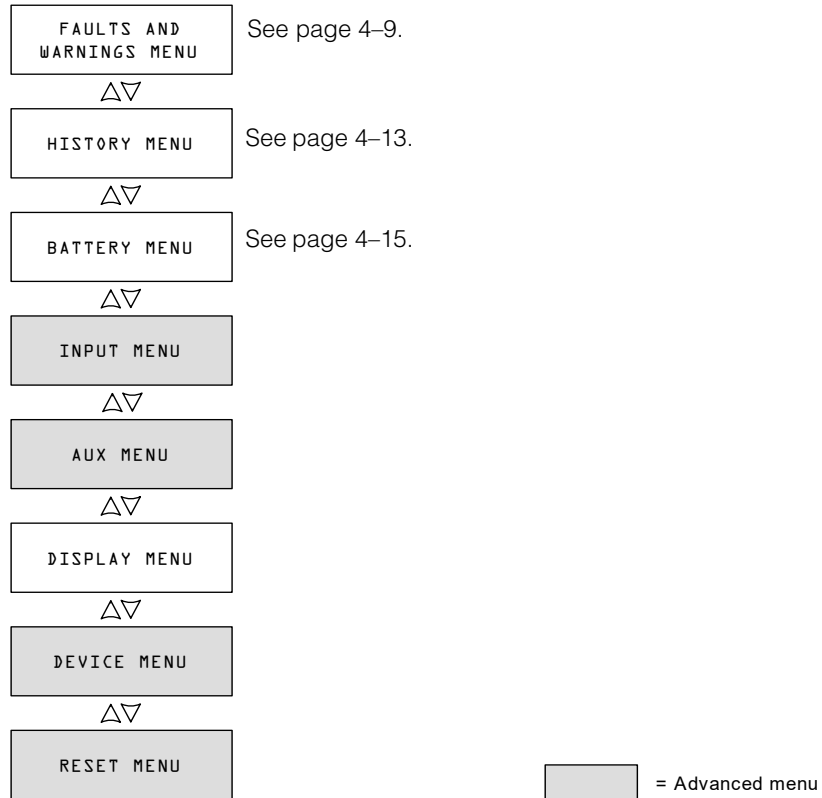 FAULTS AND
WARNINGS MENU
See page 4–9.
HISTORY MENU
See page 4–13.
BATTERY MENU
See page 4–15.
INPUT MENU
AUX MENU
DISPLAY MENU
DEVICE MENU
RESET MENU
= Advanced menu